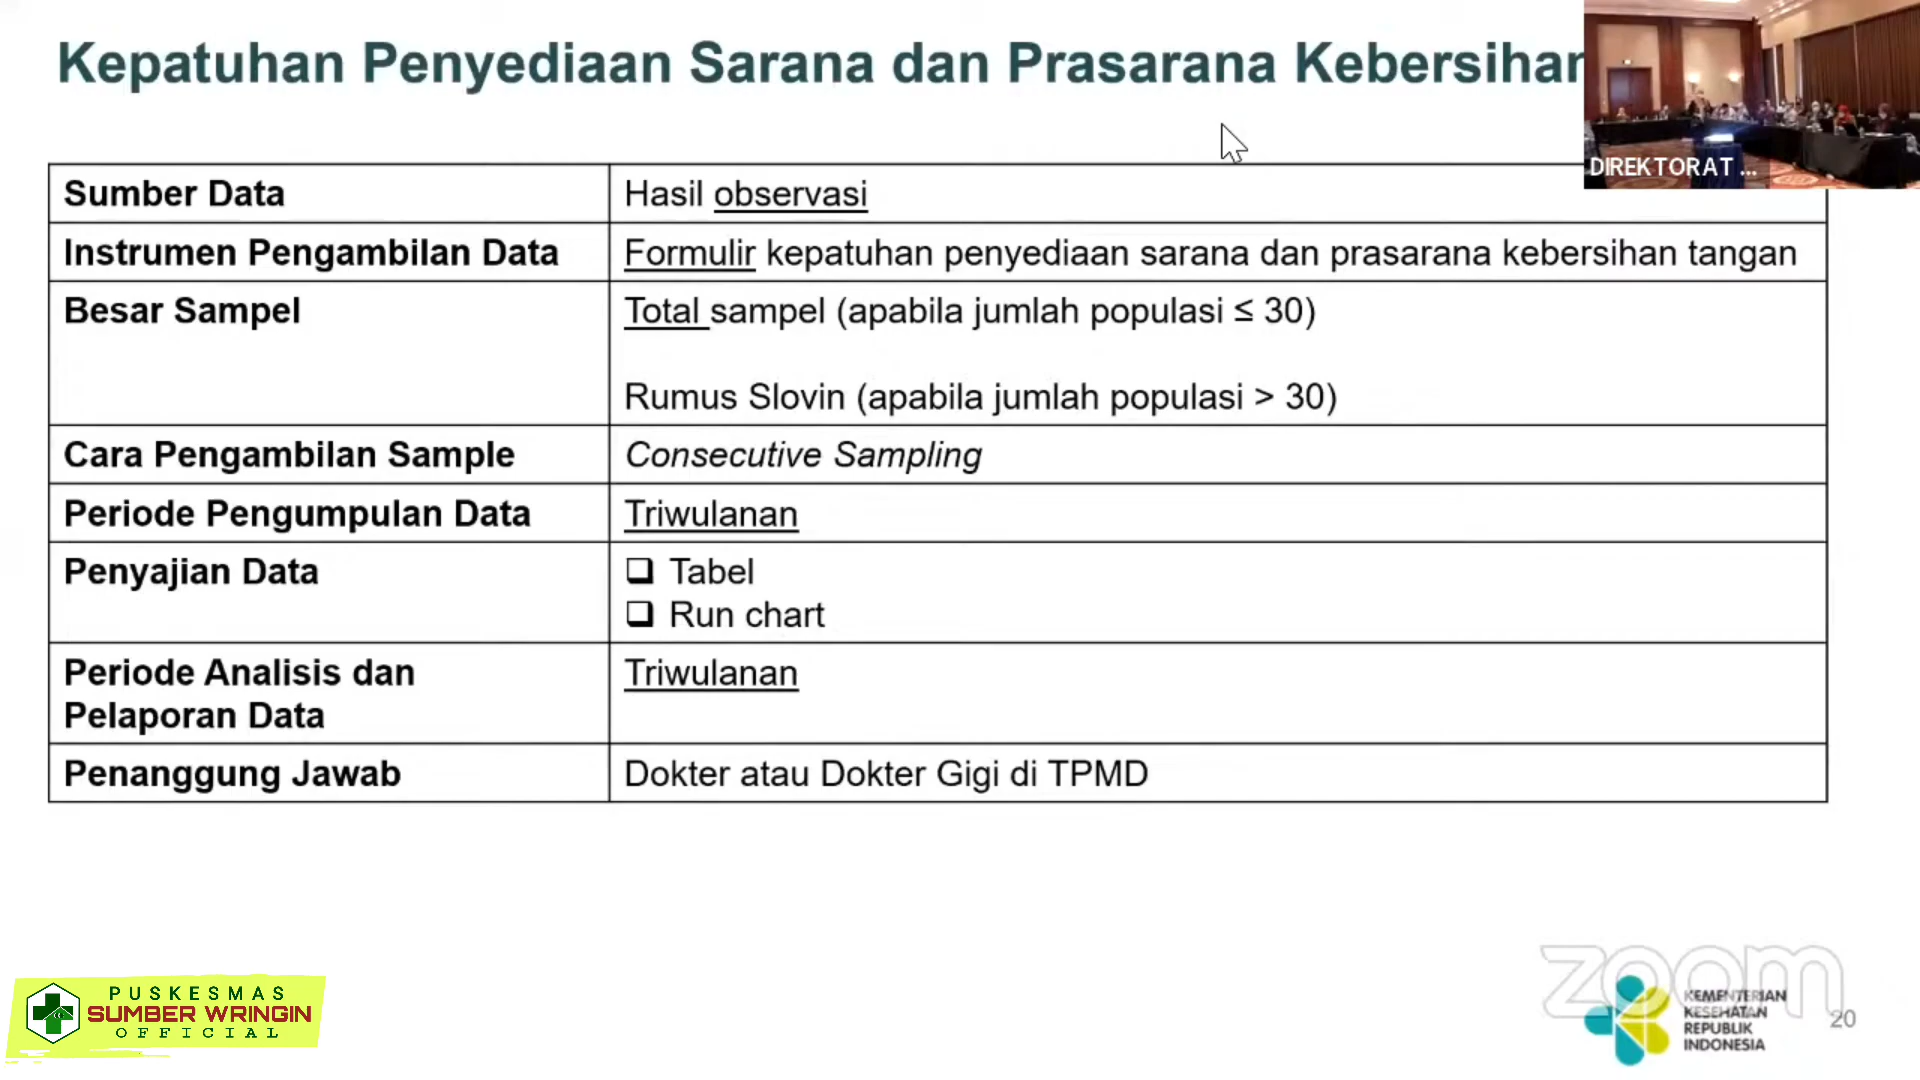 Kepatuhan Penyediaan Sarana dan Prasarana Kebersihan
DIREKTORAT ...
Sumber Data
Hasil observasi
Instrumen Pengambilan Data
Formulir kepatuhan penyediaan sarana dan prasarana kebersihan tangan
Besar Sampel
Total sampel (apabila jumlah populasi ≤ 30)
Rumus Slovin (apabila jumlah populasi > 30)
Cara Pengambilan Sample
Consecutive Sampling
Periode Pengumpulan Data
Triwulanan
Penyajian Data
❑ Tabel
❑ Run chart
Periode Analisis dan
Pelaporan Data
Triwulanan
Penanggung Jawab
Dokter atau Dokter Gigi di TPMD
PUSKESMAS
SUMBER WRINGIN
OFFICIAL
zoom
KEMENTERIAN
KESEHATAN
REPUBLIK
INDONESIA
20